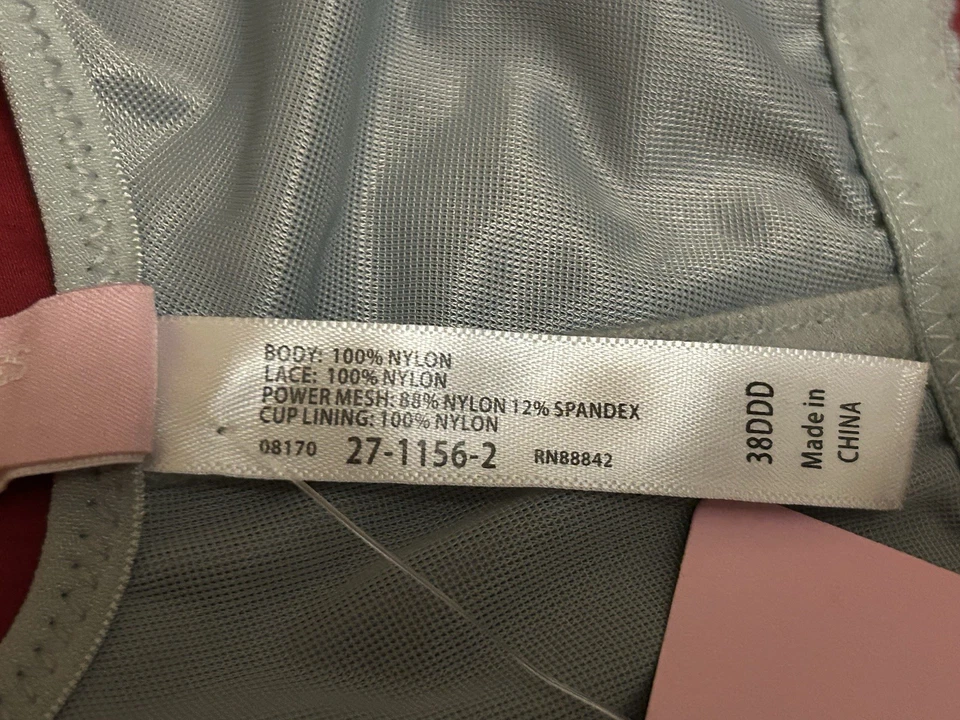 BODY: 100% NYLON
LACE: 100% NYLON
POWER MESH: 88% NYLON 12% SPANDEX
CUP LINING: 100% NYLON
08170 27-1156-2 RN88842
38DDD
Made in
CHINA